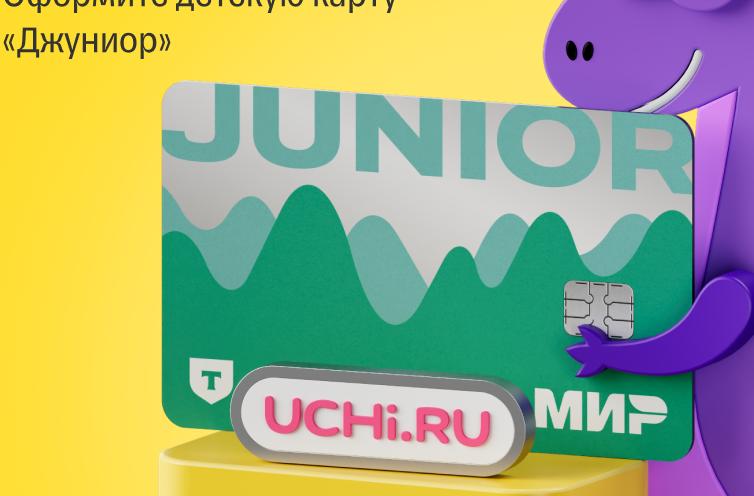 Оформите детскую карту
«Джуниор»
JUNIOR
Т
UCHi.RU
МИР